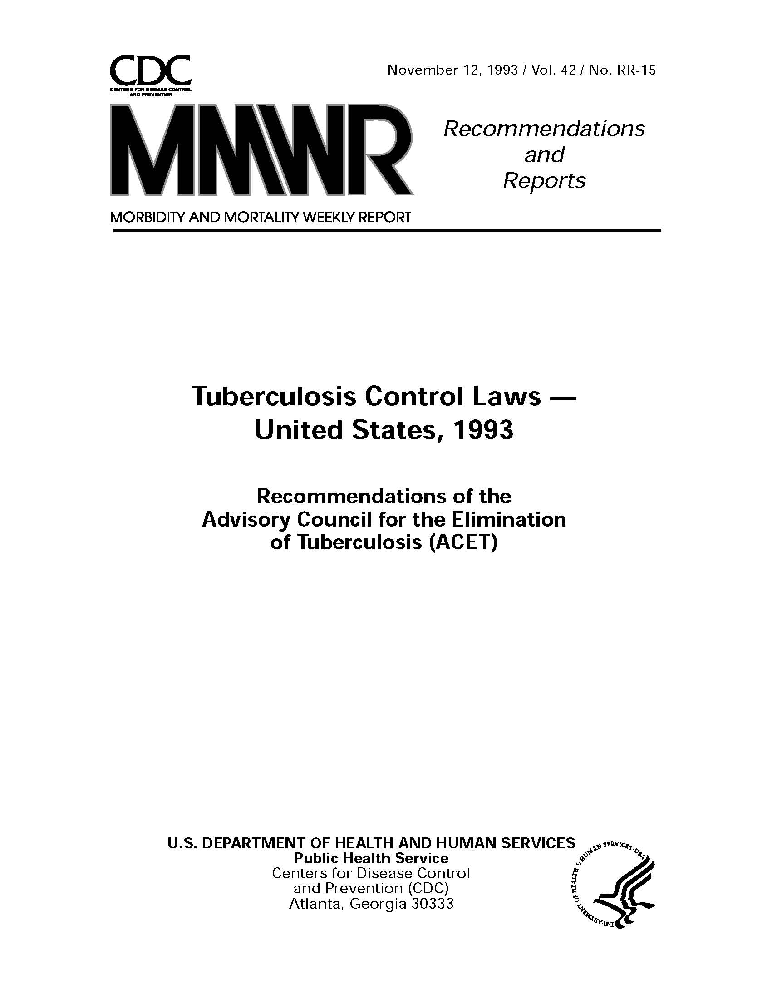 CDC
CENTERS FOR DISEASE CONTROL
AND PREVENTION
November 12, 1993 / Vol. 42 / No. RR-15
MMWR
Recommendations
and
Reports
MORBIDITY AND MORTALITY WEEKLY REPORT
Tuberculosis Control Laws —
United States, 1993
Recommendations of the
Advisory Council for the Elimination
of Tuberculosis (ACET)
U.S. DEPARTMENT OF HEALTH AND HUMAN SERVICES
Public Health Service
Centers for Disease Control
and Prevention (CDC)
Atlanta, Georgia 30333
DEPARTMENT OF HEALTH & HUMAN SERVICES·USA